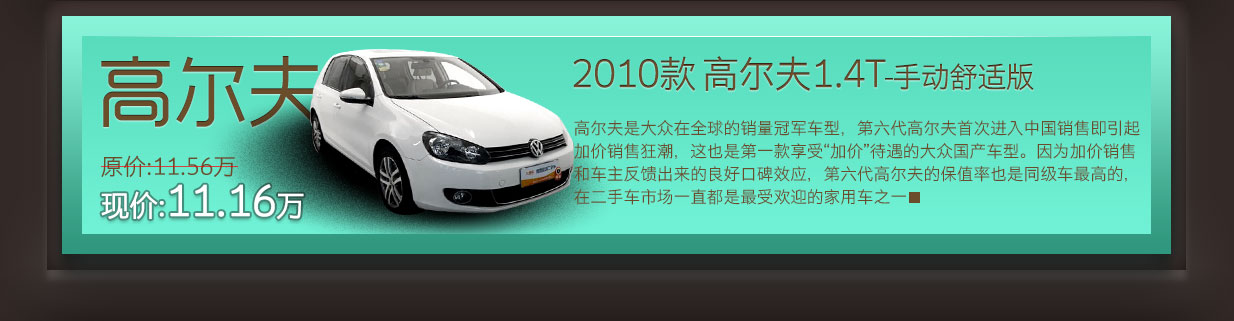 高尔夫
原价:11.56万
现价:11.16万
2010款 高尔夫1.4T-手动舒适版
高尔夫是大众在全球的销量冠军车型，第六代高尔夫首次进入中国销售即引起
加价销售狂潮，这也是第一款享受“加价”待遇的大众国产车型。因为加价销售
和车主反馈出来的良好口碑效应，第六代高尔夫的保值率也是同级车最高的，
在二手车市场一直都是最受欢迎的家用车之一■